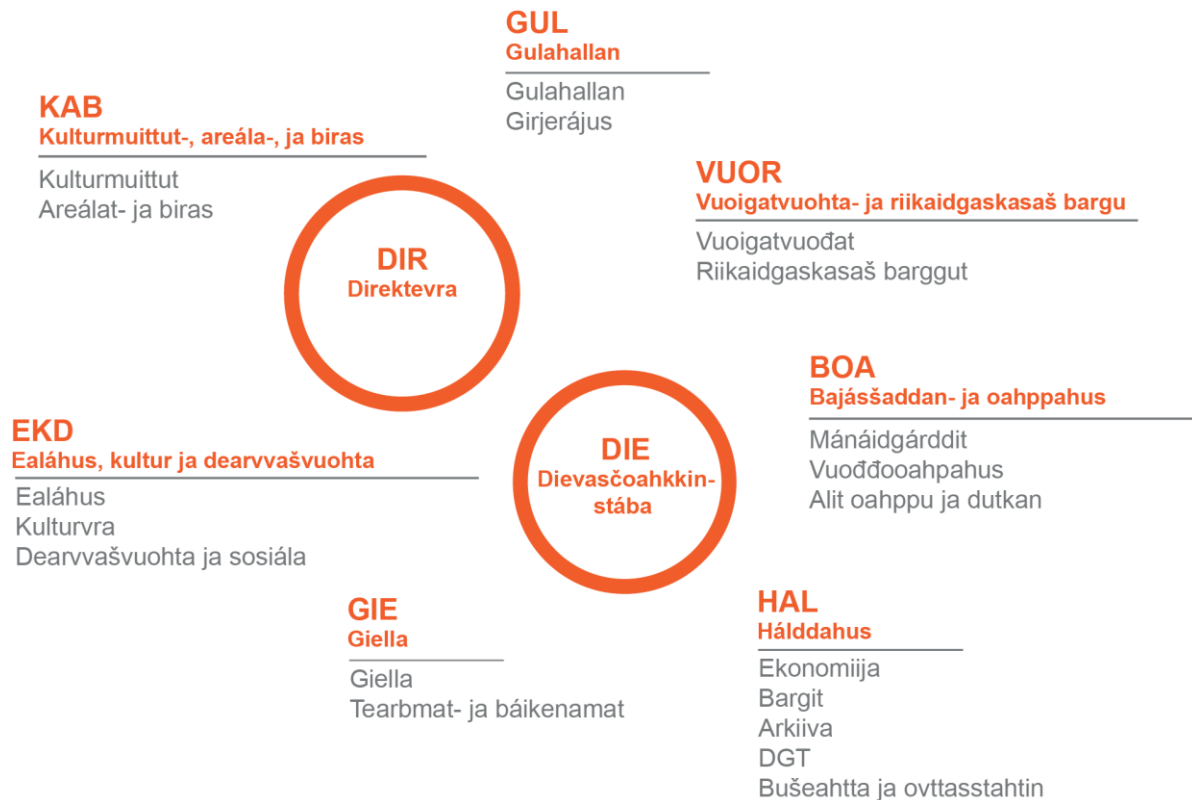 GUL
Gulahallan
Gulahallan
Girjerájus
KAB
Kulturmuittut-, areála-, ja biras
Kulturmuittut
Areálat- ja biras
VUOR
Vuoigatvuohta- ja riikaidgaskasaš bargu
Vuoigatvuođat
Riikaidgaskasaš barggut
DIR
Direktevra
BOA
Bajásšaddan- ja oahppahus
Mánáidgárddit
Vuođđooahpahus
Alit oahppu ja dutkan
EKD
Ealáhus, kultur ja dearvvašvuohta
Ealáhus
Kulturvra
Dearvvašvuohta ja sosiála
DIE
Dievasčoahkkin-
stába
GIE
Giella
Giella
Tearbmat- ja báikenamat
HAL
Hálddahus
Ekonomiija
Bargit
Arkiiva
DGT
Bušeahtta ja ovttasstahtin